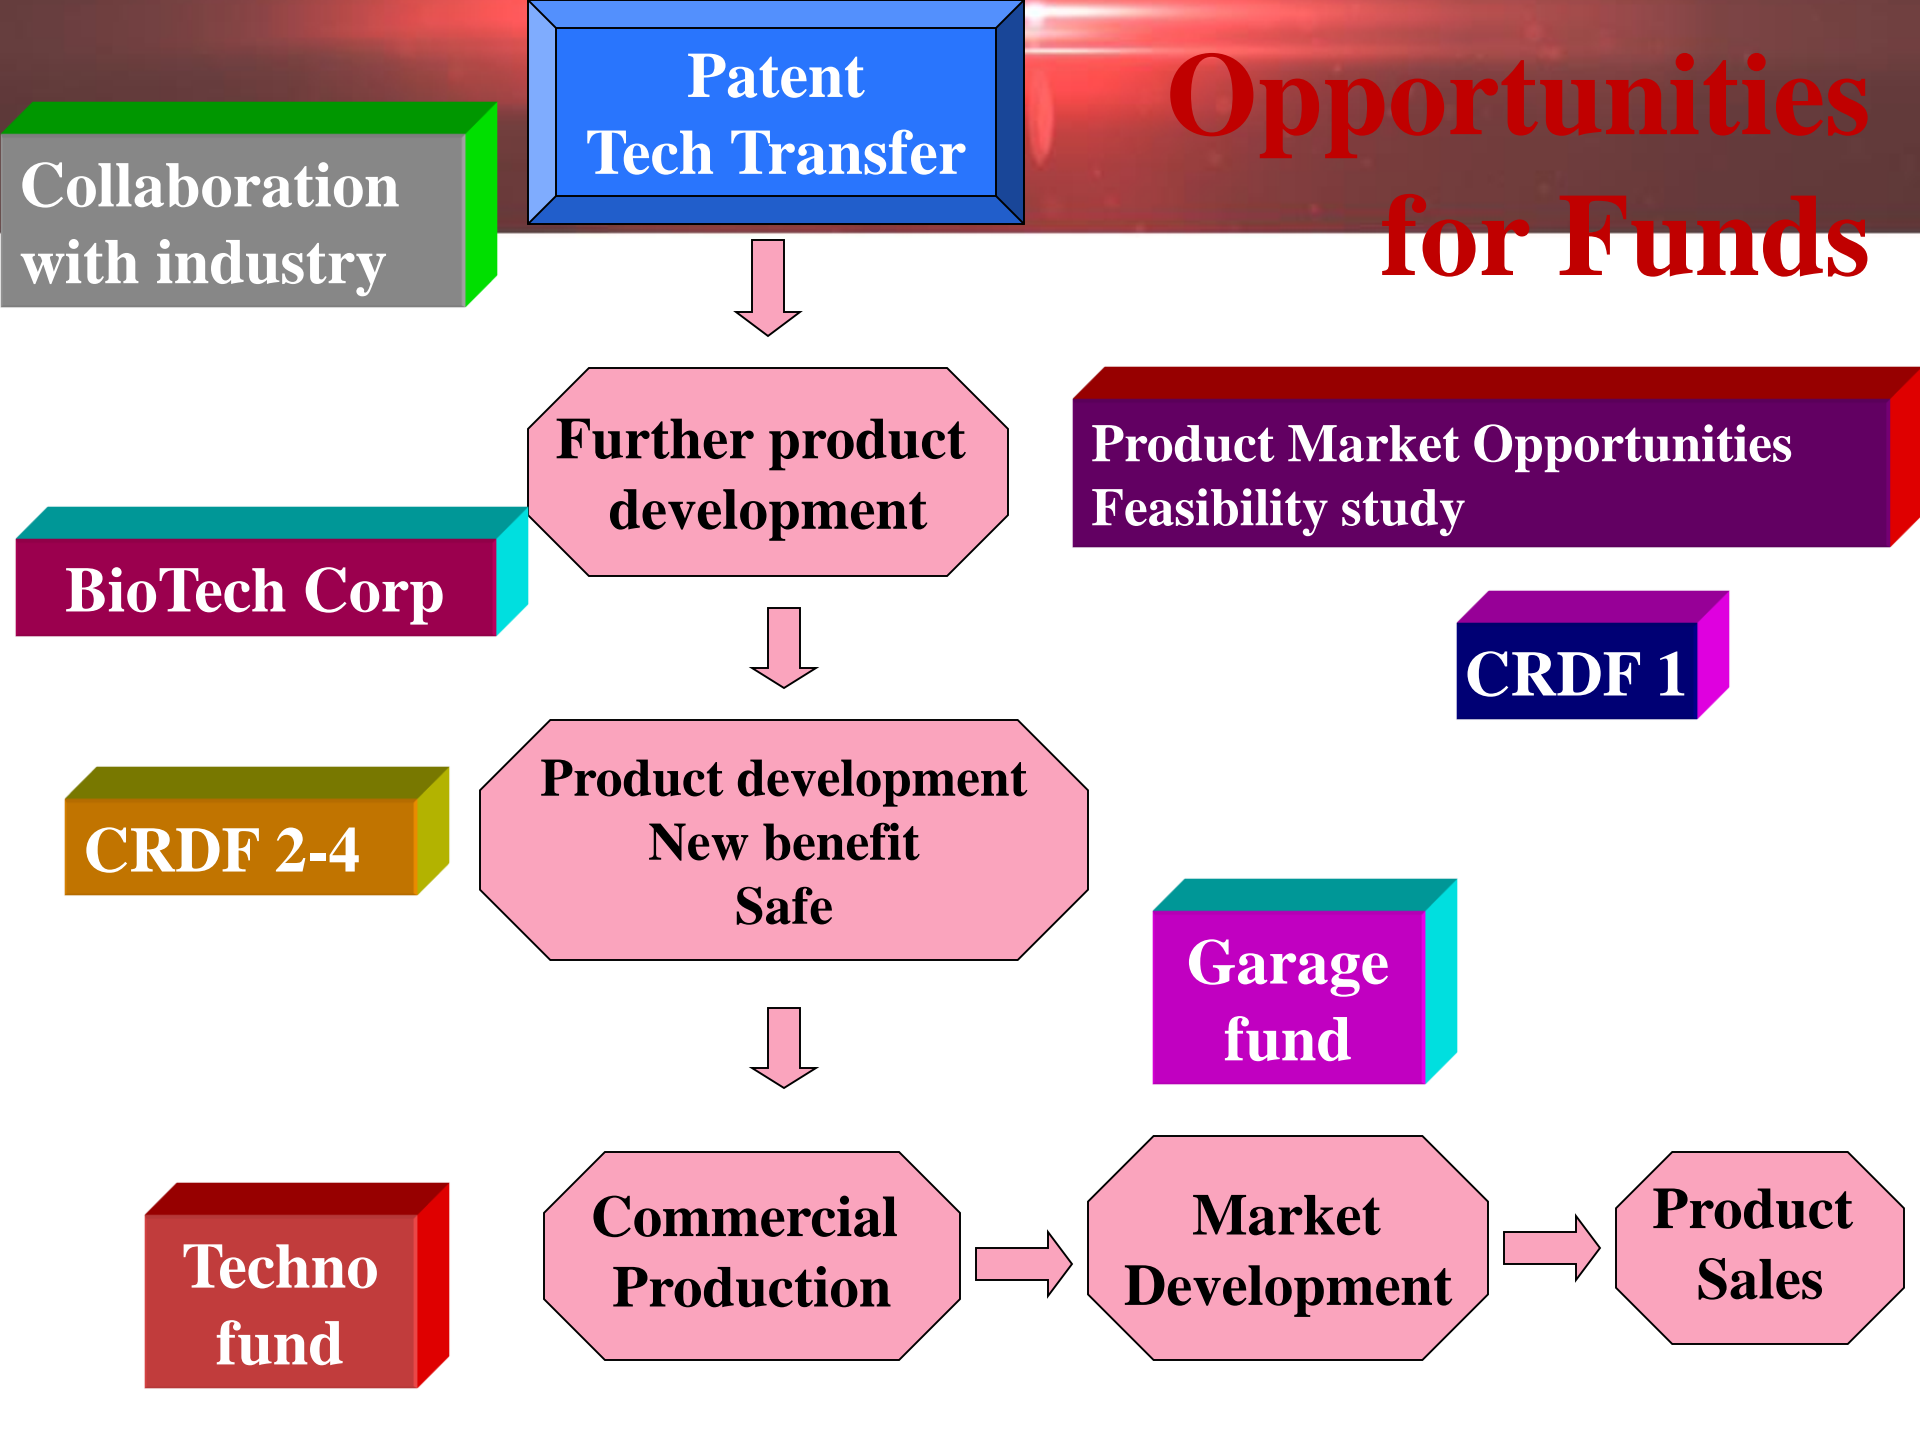 Opportunities
for Funds
Patent
Tech Transfer
Collaboration
with industry
Further product
development
Product Market Opportunities
Feasibility study
BioTech Corp
CRDF 1
Product development
New benefit
Safe
CRDF 2-4
Garage
fund
Techno
fund
Commercial
Production
Market
Development
Product
Sales